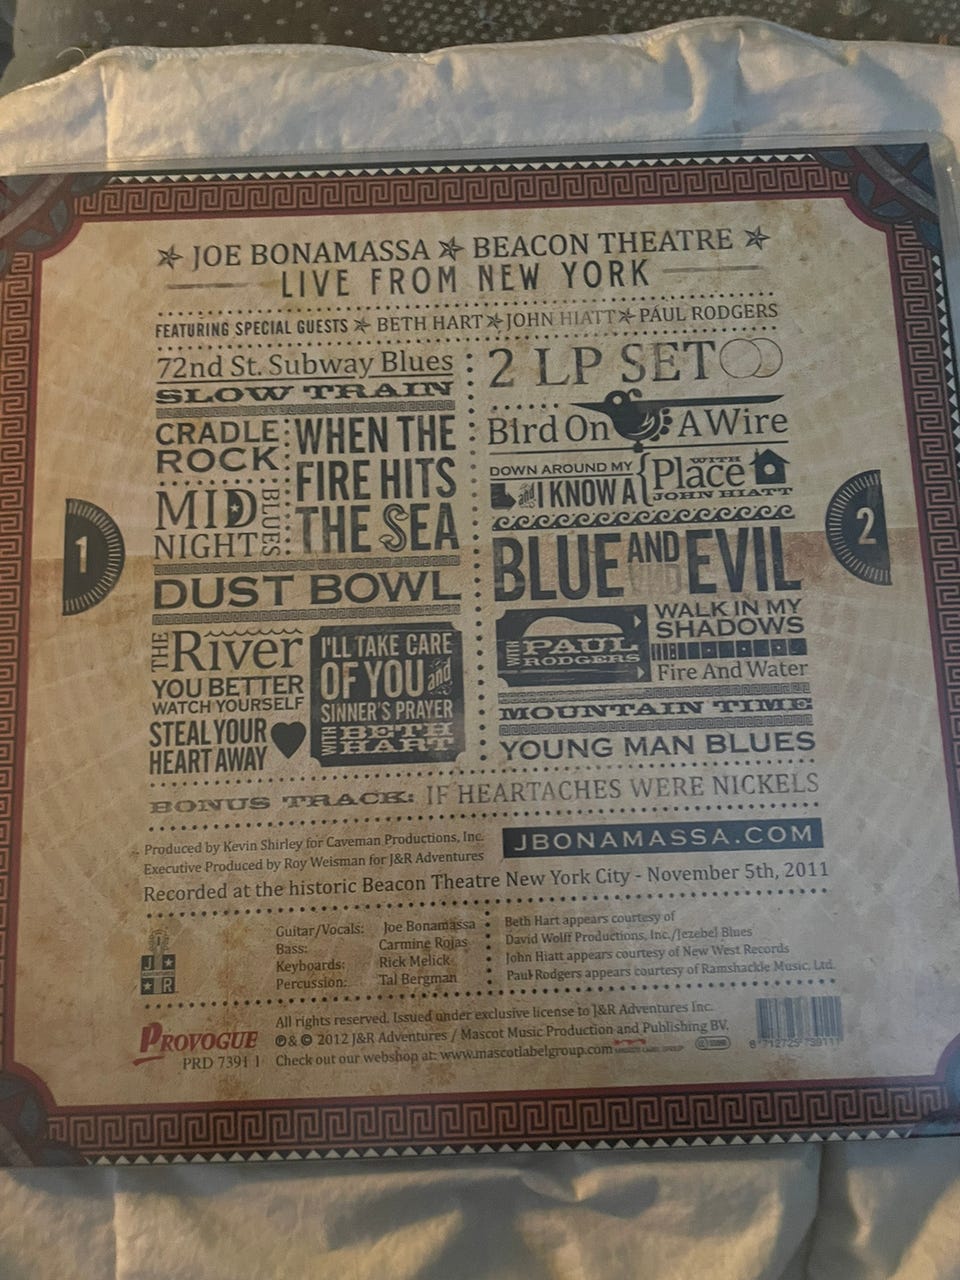 JOE BONAMASSA BEACON THEATRE
LIVE FROM NEW YORK
FEATURING SPECIAL GUESTS BETH HART JOHN HIATT PAUL RODGERS
72nd St. Subway Blues
SLOW TRAIN
CRADLE ROCK
WHEN THE FIRE HITS THE SEA
MIDNIGHT BLUES
DUST BOWL
THE River
YOU BETTER
WATCH YOURSELF
STEAL YOUR
HEART AWAY
I'LL TAKE CARE
OF YOU and
SINNER'S PRAYER
WITH BETH HART
1
2 LP SET
Bird On A Wire
DOWN AROUND MY Place
and I KNOW A
WITH JOHN HIATT
BLUE AND EVIL
WITH PAUL RODGERS
WALK IN MY
SHADOWS
Fire And Water
MOUNTAIN TIME
YOUNG MAN BLUES
2
BONUS TRACK: IF HEARTACHES WERE NICKELS
Produced by Kevin Shirley for Caveman Productions, Inc.
Executive Produced by Roy Weisman for J&R Adventures
JBONAMASSA.COM
Recorded at the historic Beacon Theatre New York City - November 5th, 2011
J
ADVENTURES
R
Guitar/Vocals: Joe Bonamassa
Bass: Carmine Rojas
Keyboards: Rick Melick
Percussion: Tal Bergman
Beth Hart appears courtesy of
David Wolff Productions, Inc./Jezebel Blues
John Hiatt appears courtesy of New West Records
Paul Rodgers appears courtesy of Ramshackle Music, Ltd.
PROVOGUE
PRD 7391 1
All rights reserved. Issued under exclusive license to J&R Adventures Inc.
℗& © 2012 J&R Adventures / Mascot Music Production and Publishing BV.
Check out our webshop at: www.mascotlabelgroup.com
8 712725 739111